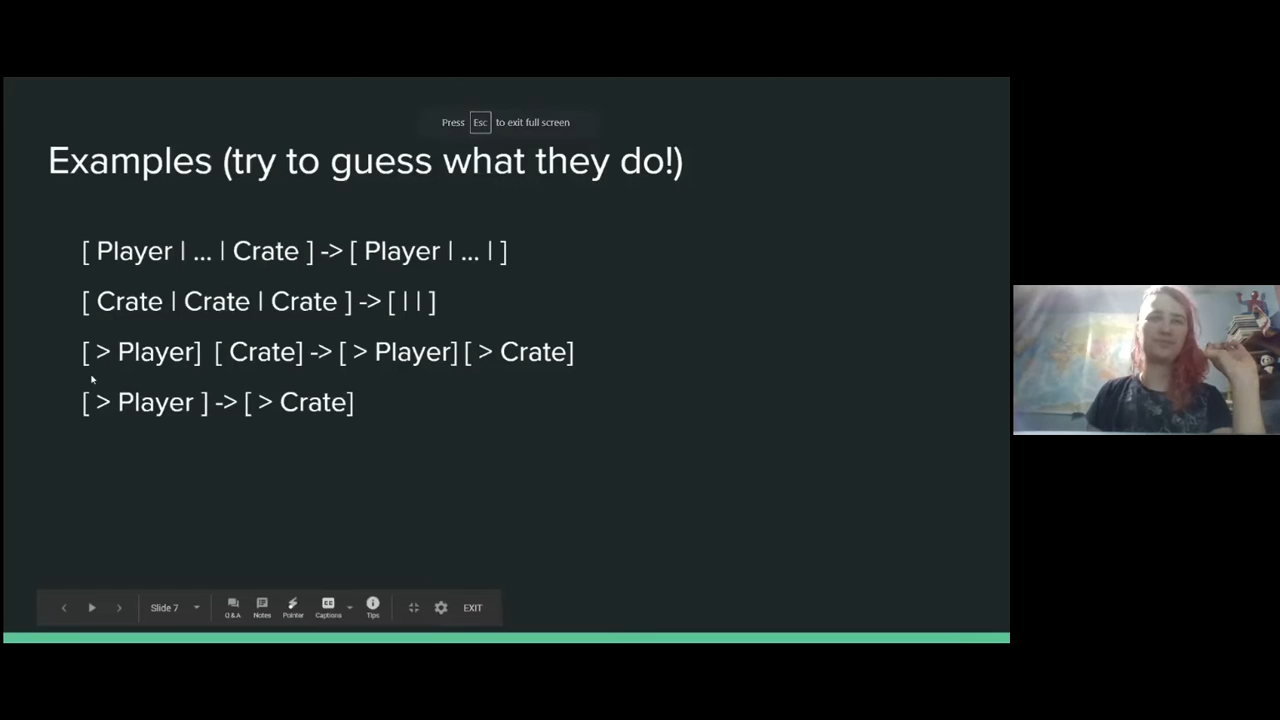 Press Esc to exit full screen
Examples (try to guess what they do!)
[ Player | ... | Crate ] -> [ Player | ... | ]
[ Crate | Crate | Crate ] -> [ | | ]
[ > Player] [ Crate] -> [ > Player] [ > Crate]
[ > Player ] -> [ > Crate]
Slide 7
Q & A
Notes
Pointer
CC
Captions
Tips
EXIT